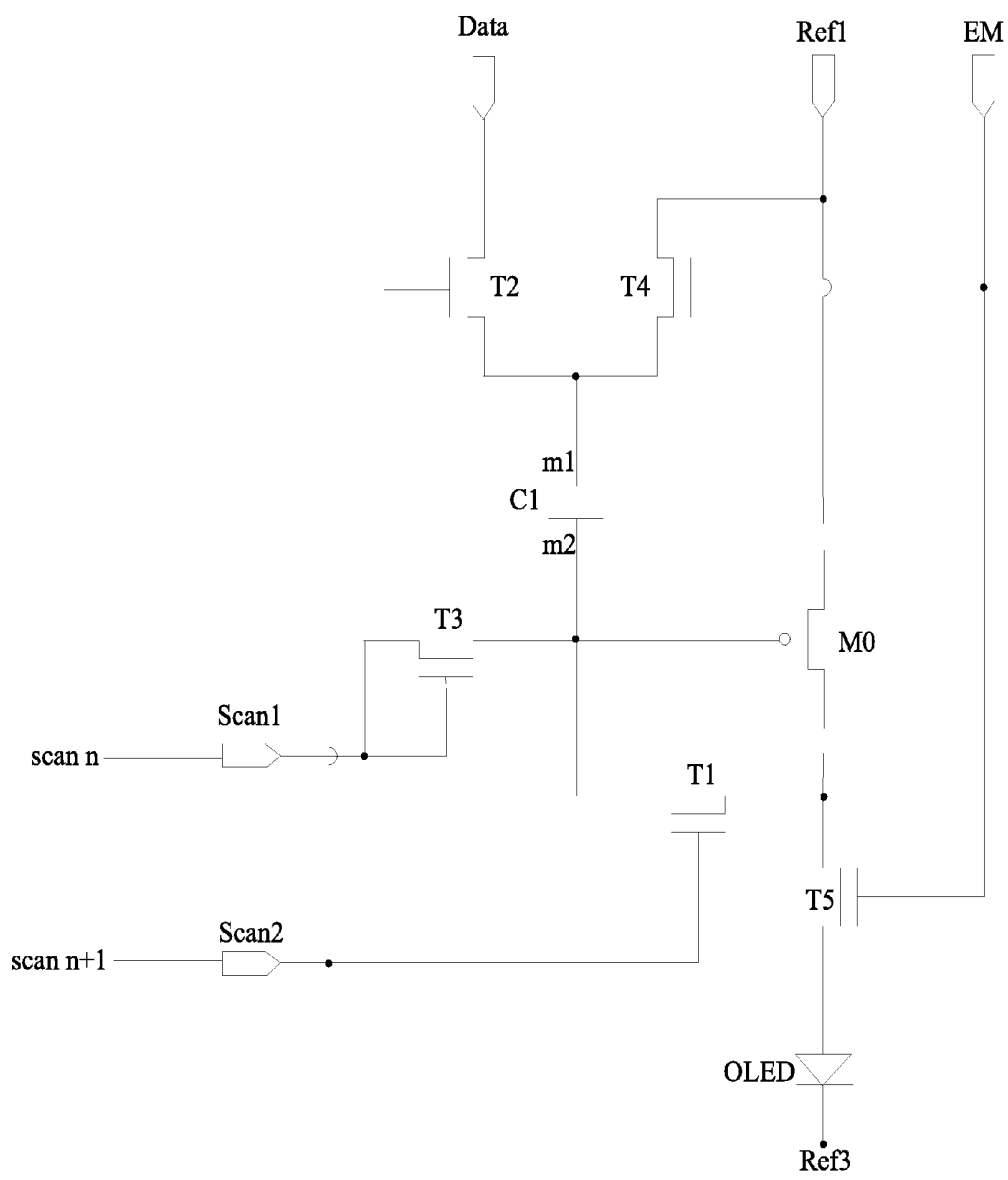 Data
Ref1
EM
T2
T4
m1
C1
m2
T3
M0
Scan1
scan n
T1
T5
Scan2
scan n+1
OLED
Ref3